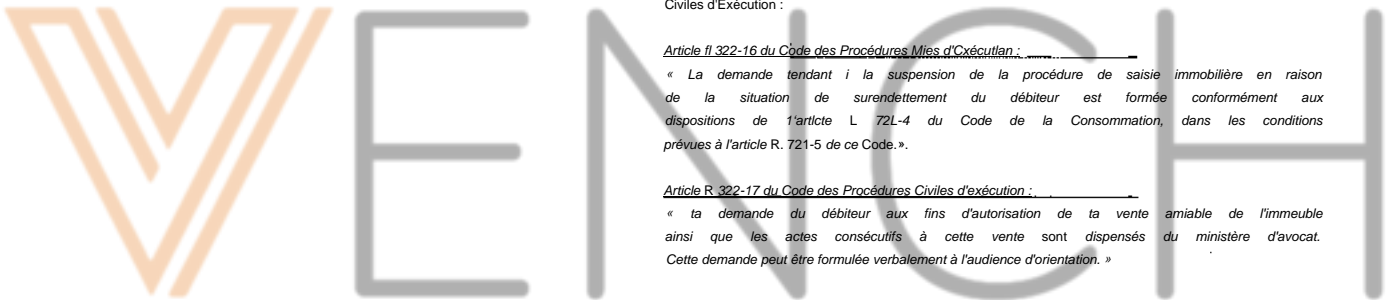 Civiles d'Exécution :
Article fl 322-16 du Code des Procédures Mies d'Cxécutlan :
« La demande tendant i la suspension de la procédure de saisie immobilière en raison
de la situation de surendettement du débiteur est formée conformément aux
dispositions de 1'artlcte L 72L-4 du Code de la Consommation, dans les conditions
prévues à l'article R. 721-5 de ce Code.».
Article R 322-17 du Code des Procédures Civiles d'exécution :
« ta demande du débiteur aux fins d'autorisation de ta vente amiable de l'immeuble
ainsi que les actes consécutifs à cette vente sont dispensés du ministère d'avocat.
Cette demande peut être formulée verbalement à l'audience d'orientation. »
VENCH